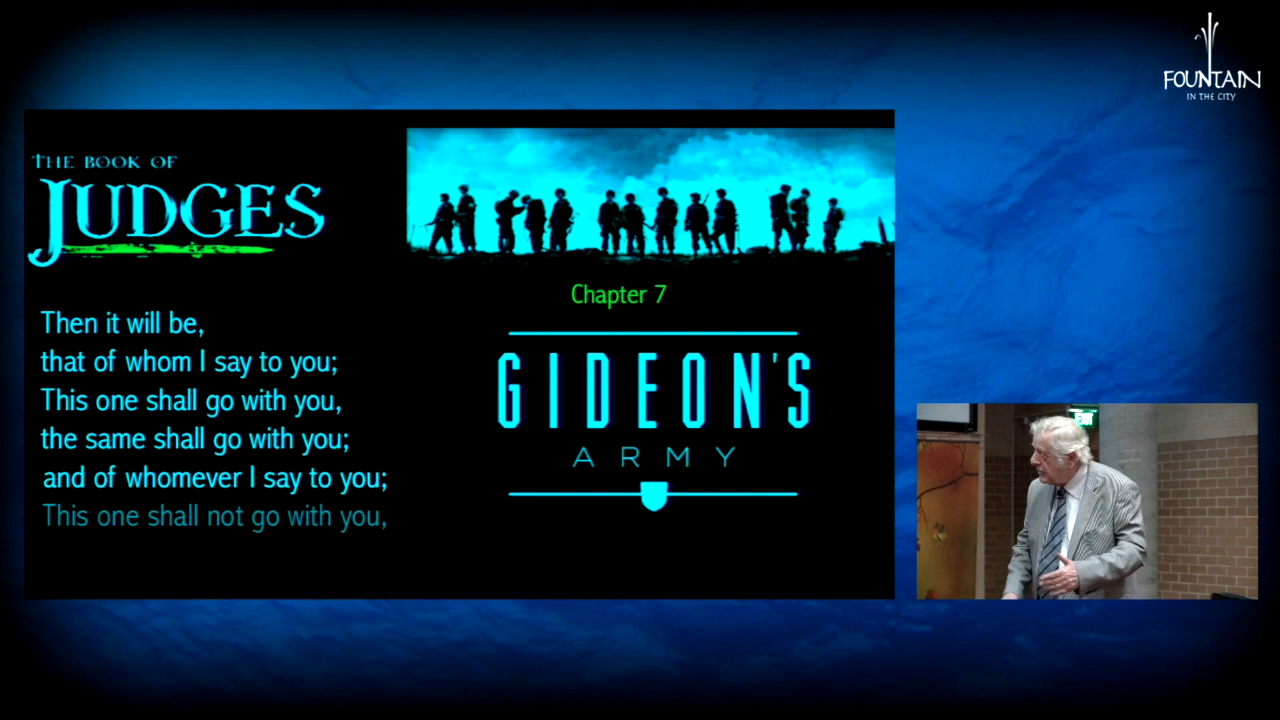 FOUNTAIN
IN THE CITY
THE BOOK OF
JUDGES
Then it will be,
that of whom I say to you;
This one shall go with you,
the same shall go with you;
and of whomever I say to you;
This one shall not go with you,
Chapter 7
GIDEON'S
ARMY
EXIT